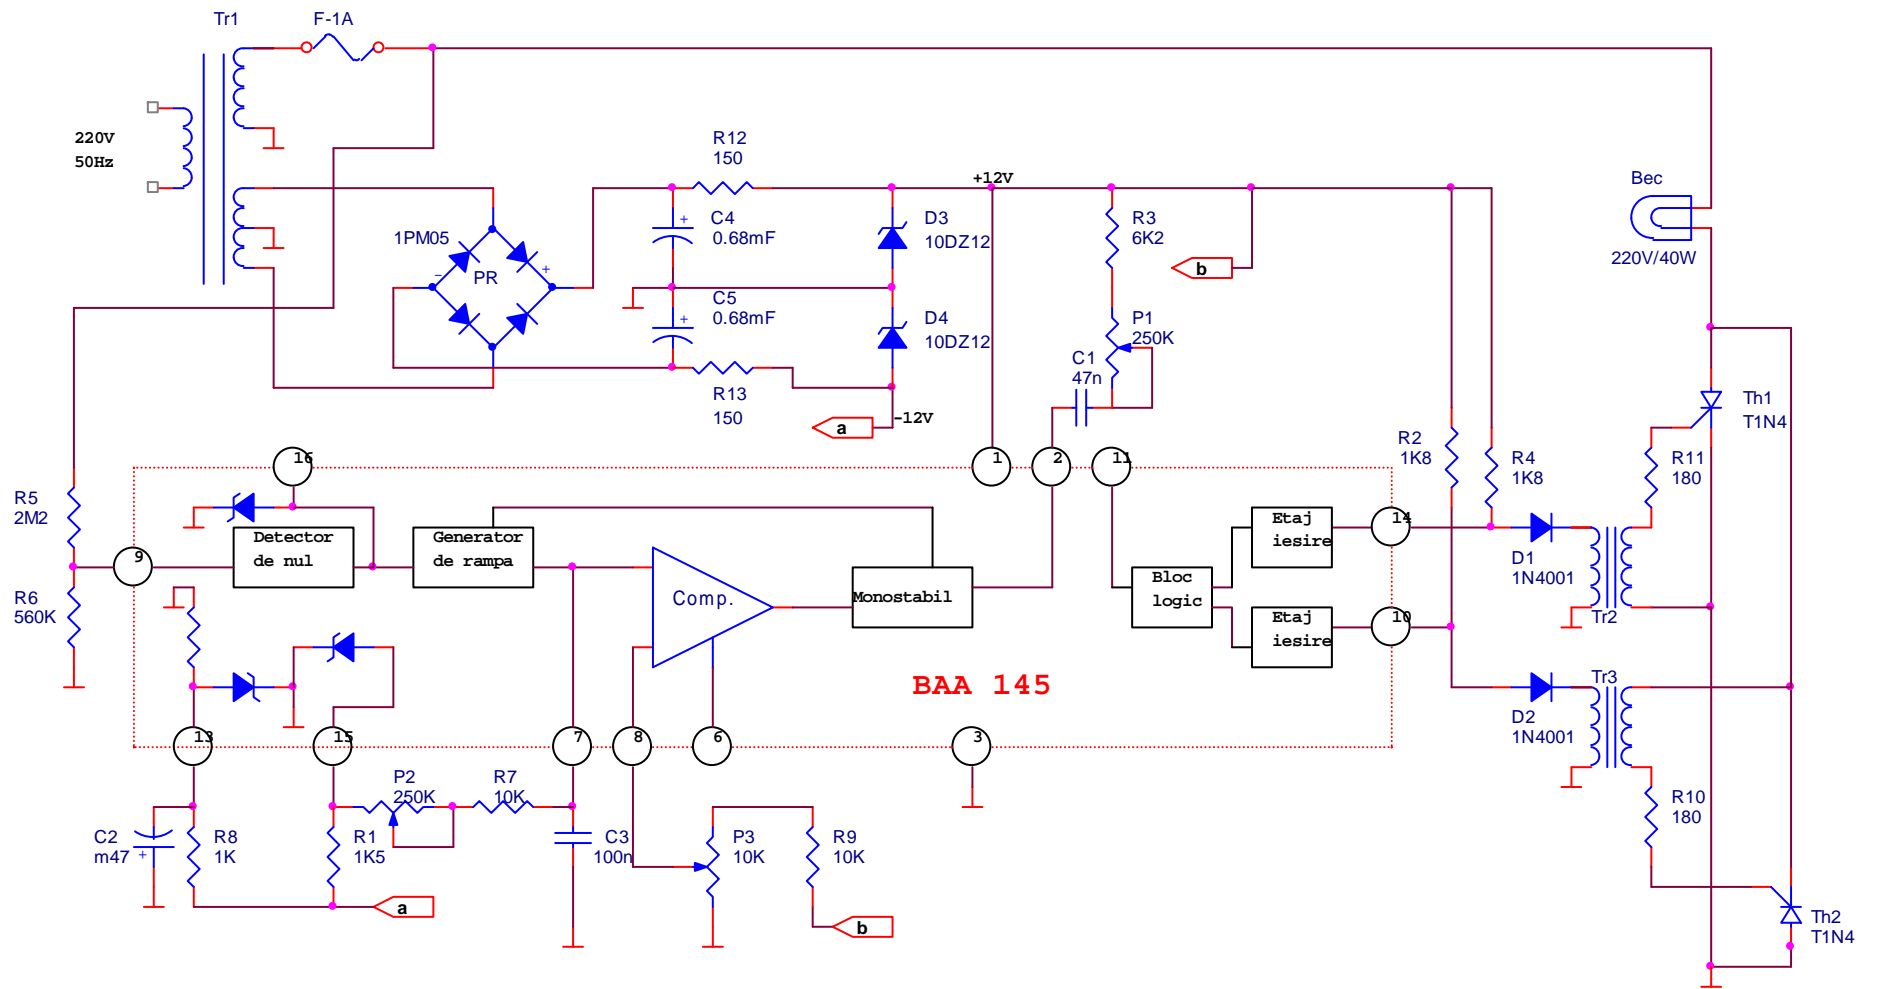 Tr1
F-1A
220V
50Hz
R12
150
+12V
1PM05
PR
–
+
C4
0.68mF
+
D3
10DZ12
R3
6K2
b
Bec
220V/40W
C5
0.68mF
+
D4
10DZ12
P1
250K
C1
47n
R13
150
a
-12V
Th1
T1N4
R2
1K8
R4
1K8
R11
180
16
1
2
11
R5
2M2
9
Detector
de nul
Generator
de rampa
Etaj
iesire
14
D1
1N4001
Tr2
R6
560K
Comp.
Monostabil
Bloc
logic
Etaj
iesire
10
BAA 145
Tr3
D2
1N4001
13
15
7
8
6
3
P2
250K
R7
10K
C2
m47
+
R8
1K
R1
1K5
C3
100n
P3
10K
R9
10K
R10
180
a
b
Th2
T1N4